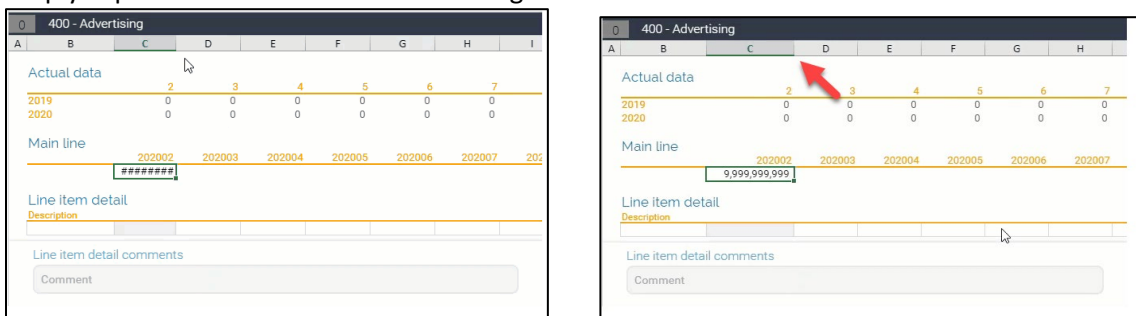 0 400 - Advertising
A B C D E F G H I
Actual data
2 3 4 5 6 7
2019 0 0 0 0 0 0
2020 0 0 0 0 0 0
Main line
202002 202003 202004 202005 202006 202007 202
########
Line item detail
Description
Line item detail comments
Comment
0 400 - Advertising
A B C D E F G H
Actual data
2 3 4 5 6 7
2019 0 0 0 0 0 0
2020 0 0 0 0 0 0
Main line
202002 202003 202004 202005 202006 202007
9,999,999,999
Line item detail
Description
Line item detail comments
Comment